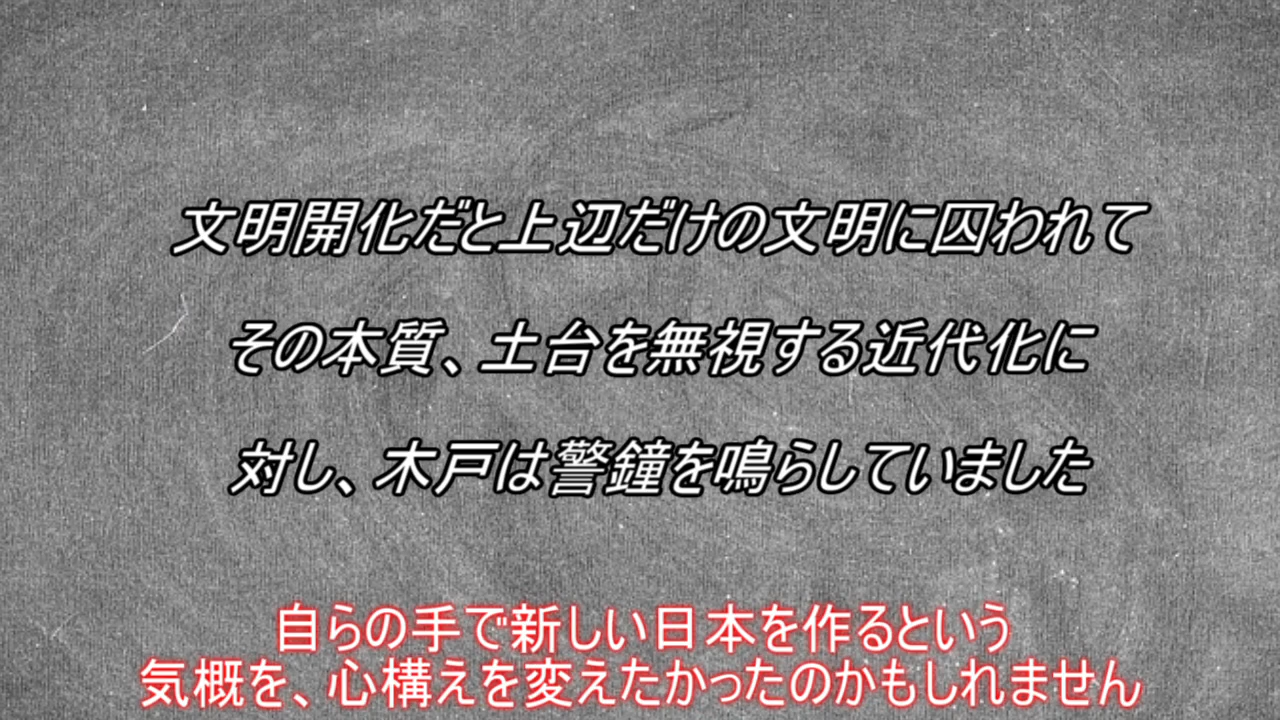 文明開化だと上辺だけの文明に囚われて
その本質、土台を無視する近代化に
対し、木戸は警鐘を鳴らしていました
自らの手で新しい日本を作るという
気概を、心構えを変えたかったのかもしれません